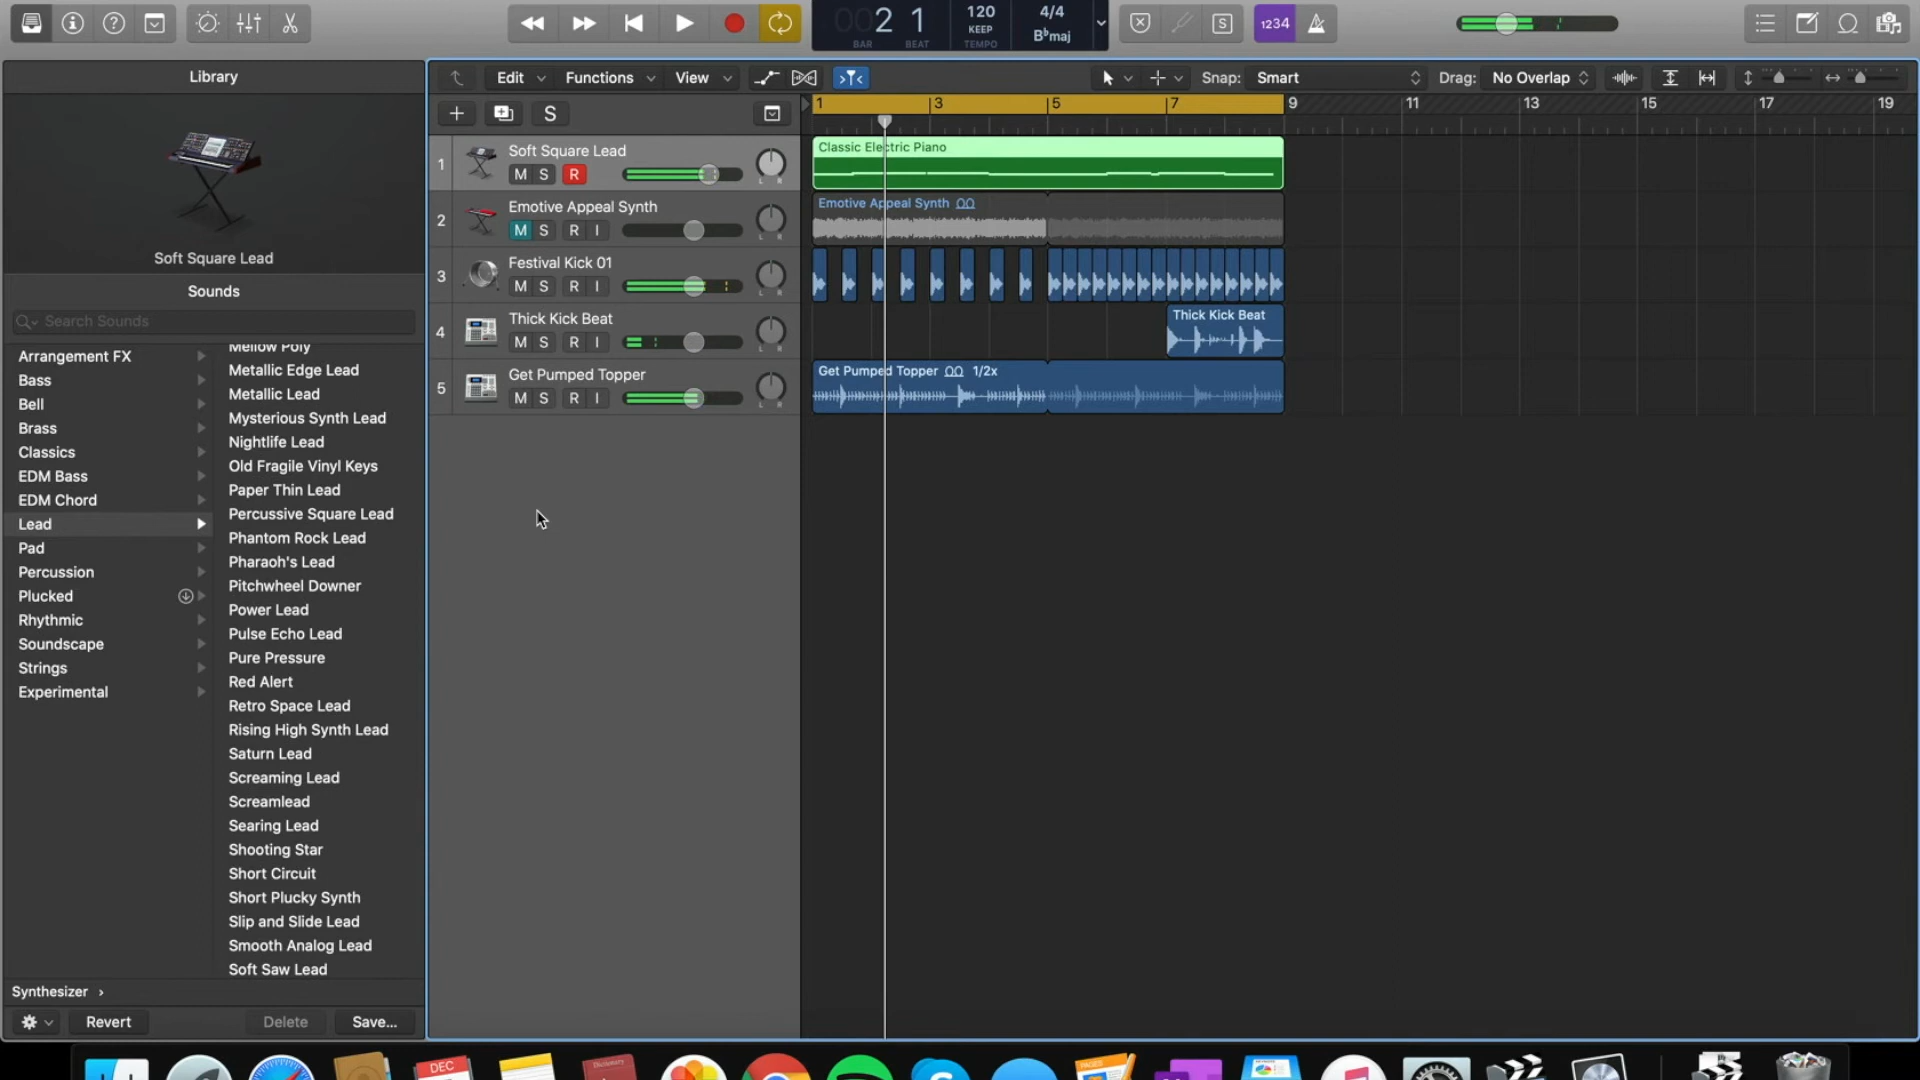 002 1
BAR BEAT
120
KEEP
TEMPO
4/4
B♭maj
S
1234
Library
Edit
Functions
View
Snap: Smart
Drag: No Overlap
S
1 3 5 7 9 11 13 15 17 19
Soft Square Lead
Sounds
Search Sounds
Arrangement FX
Bass
Bell
Brass
Classics
EDM Bass
EDM Chord
Lead
Pad
Percussion
Plucked
Rhythmic
Soundscape
Strings
Experimental
Mellow Poly
Metallic Edge Lead
Metallic Lead
Mysterious Synth Lead
Nightlife Lead
Old Fragile Vinyl Keys
Paper Thin Lead
Percussive Square Lead
Phantom Rock Lead
Pharaoh's Lead
Pitchwheel Downer
Power Lead
Pulse Echo Lead
Pure Pressure
Red Alert
Retro Space Lead
Rising High Synth Lead
Saturn Lead
Screaming Lead
Screamlead
Searing Lead
Shooting Star
Short Circuit
Short Plucky Synth
Slip and Slide Lead
Smooth Analog Lead
Soft Saw Lead
Synthesizer
Revert
Delete
Save...
1
Soft Square Lead
M S R
L R
Classic Electric Piano
2
Emotive Appeal Synth
M S R I
L R
Emotive Appeal Synth
3
Festival Kick 01
M S R I
L R
4
Thick Kick Beat
M S R I
L R
Thick Kick Beat
5
Get Pumped Topper
M S R I
L R
Get Pumped Topper 1/2x
DEC
Dictionary
PAGES